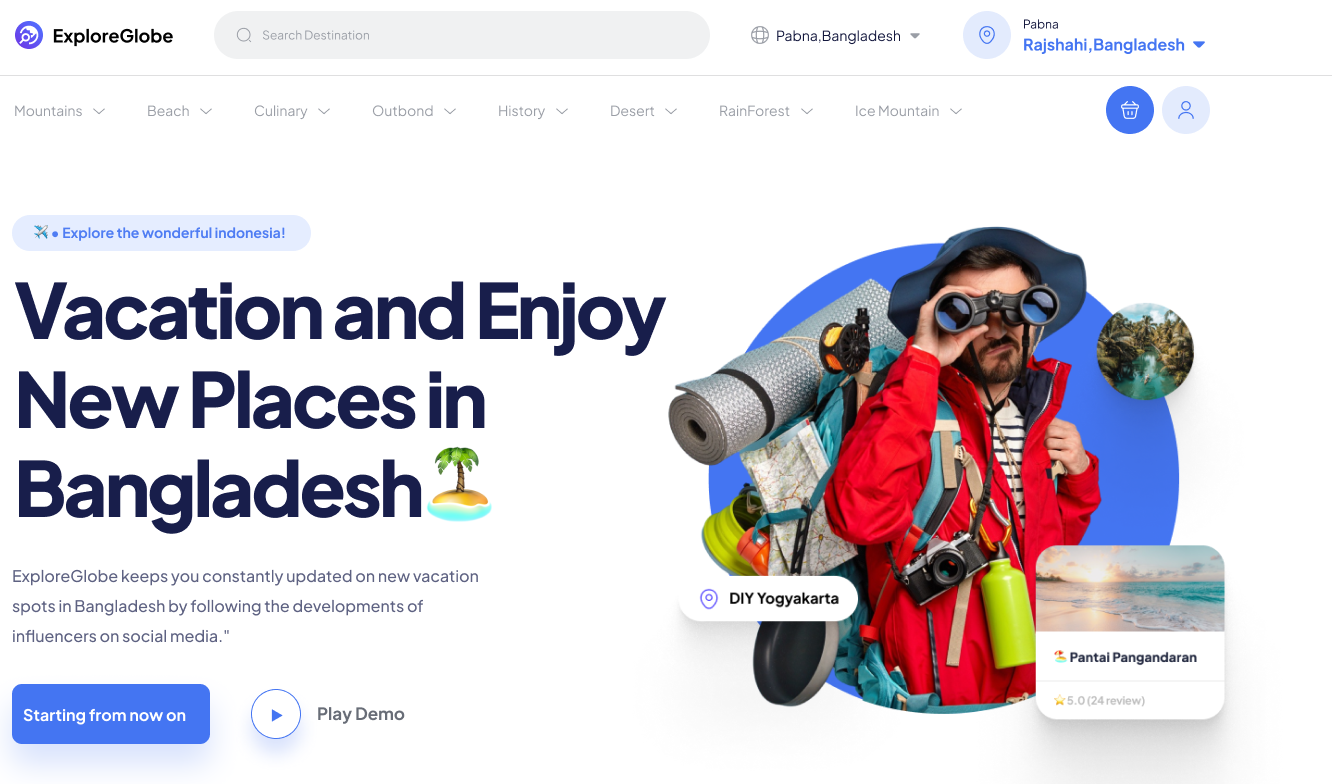 ExploreGlobe
Search Destination
Pabna,Bangladesh
Pabna
Rajshahi,Bangladesh
Mountains
Beach
Culinary
Outbond
History
Desert
RainForest
Ice Mountain
✈️ • Explore the wonderful indonesia!
Vacation and Enjoy
New Places in
Bangladesh🏝️
ExploreGlobe keeps you constantly updated on new vacation
spots in Bangladesh by following the developments of
influencers on social media."
Starting from now on
Play Demo
DIY Yogyakarta
🏖️ Pantai Pangandaran
⭐ 5.0 (24 review)